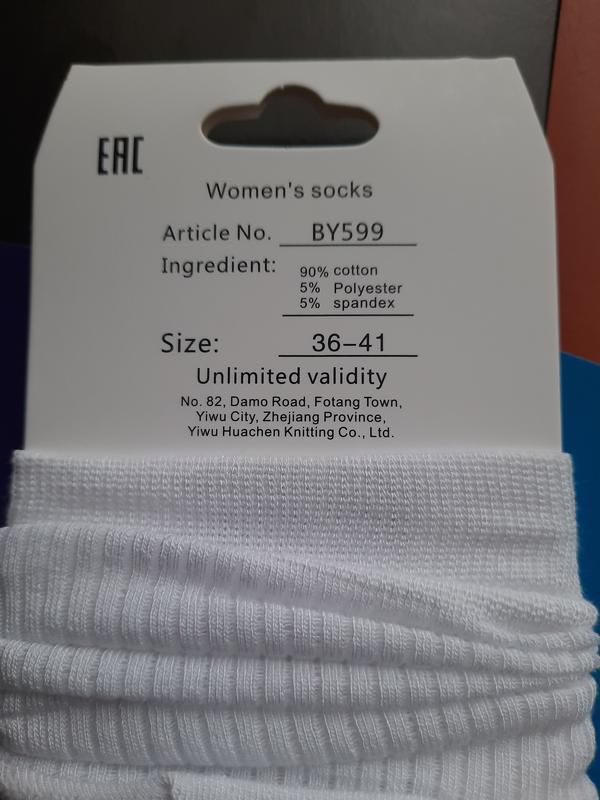 EAC
Women's socks
Article No. BY599
Ingredient: 90% cotton
5% Polyester
5% spandex
Size: 36-41
Unlimited validity
No. 82, Damo Road, Fotang Town,
Yiwu City, Zhejiang Province,
Yiwu Huachen Knitting Co., Ltd.